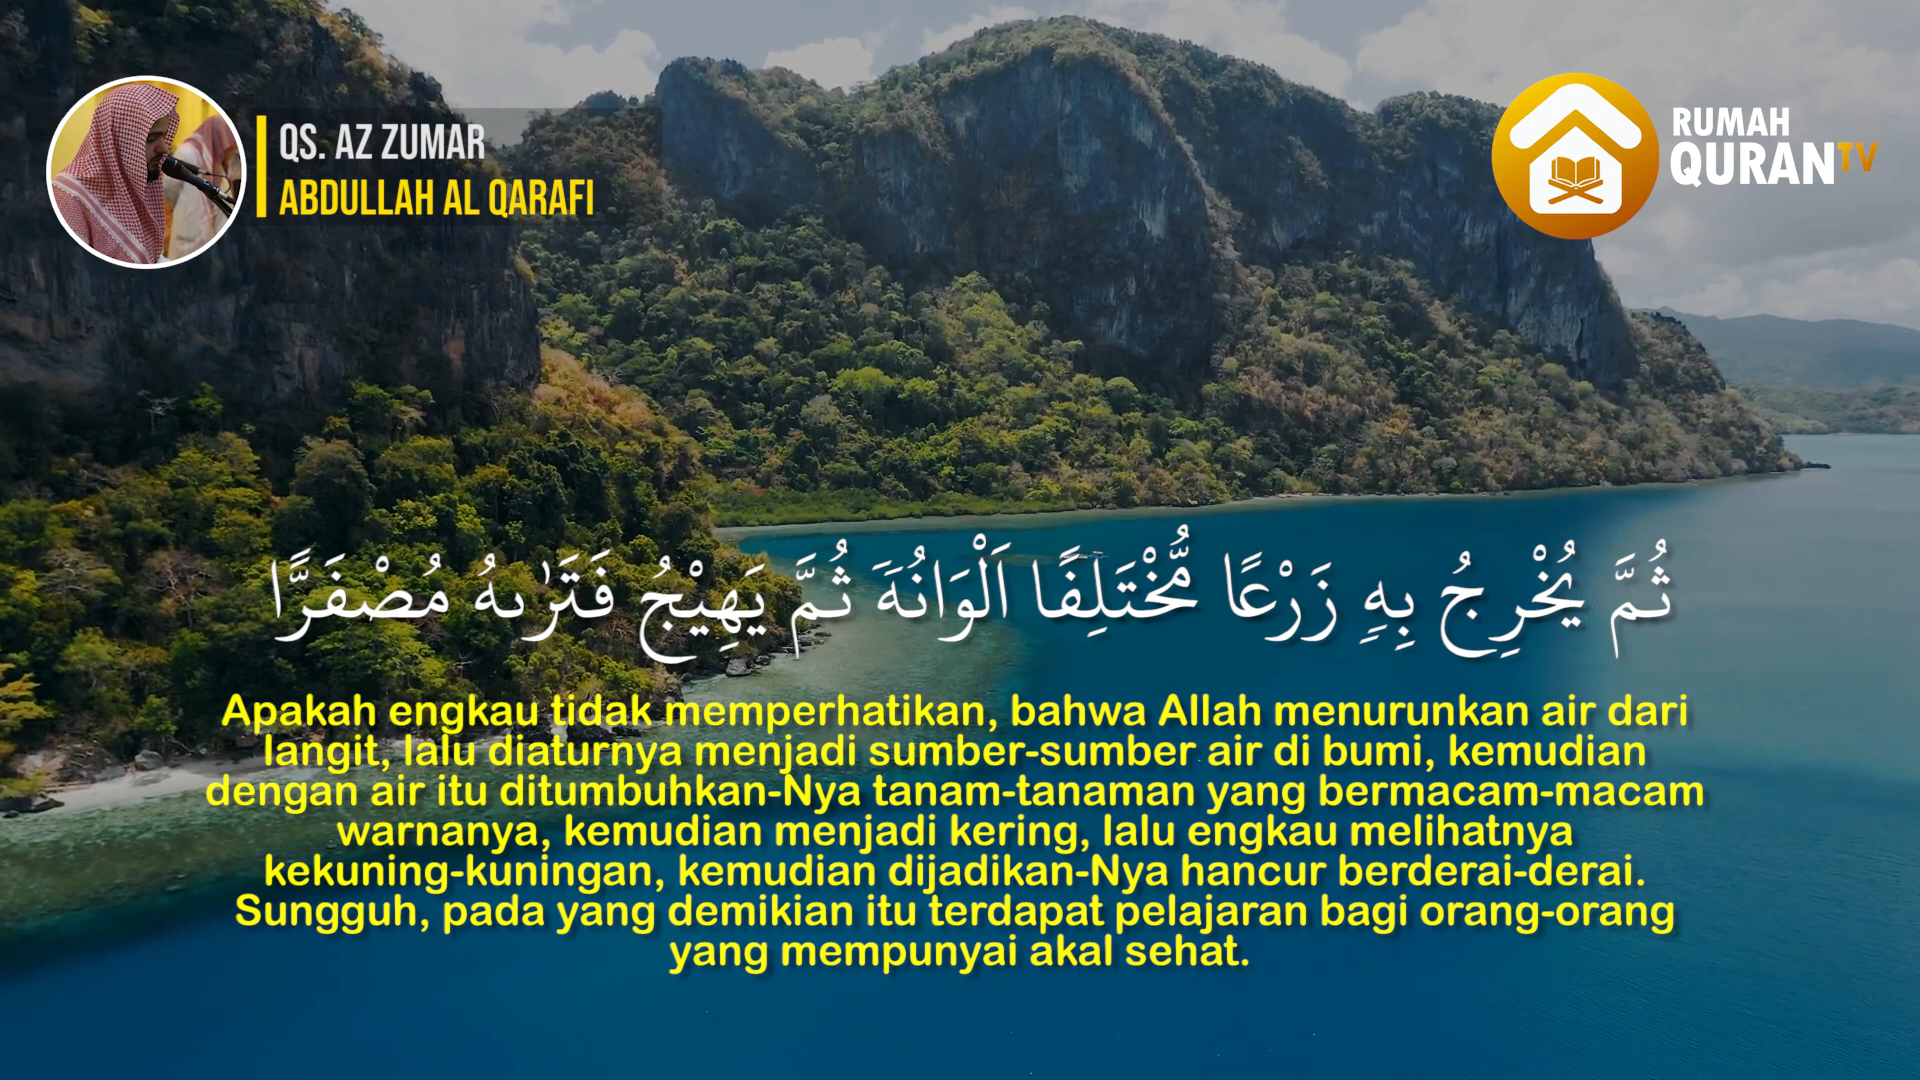 QS. AZ ZUMAR
ABDULLAH AL QARAFI
RUMAH
QURANTV
ثُمَّ يُخْرِجُ بِهٖ زَرْعًا مُّخْتَلِفًا اَلْوَانُهٗ ثُمَّ يَهِيْجُ فَتَرٰىهُ مُصْفَرًّا
Apakah engkau tidak memperhatikan, bahwa Allah menurunkan air dari
langit, lalu diaturnya menjadi sumber-sumber air di bumi, kemudian
dengan air itu ditumbuhkan-Nya tanam-tanaman yang bermacam-macam
warnanya, kemudian menjadi kering, lalu engkau melihatnya
kekuning-kuningan, kemudian dijadikan-Nya hancur berderai-derai.
Sungguh, pada yang demikian itu terdapat pelajaran bagi orang-orang
yang mempunyai akal sehat.